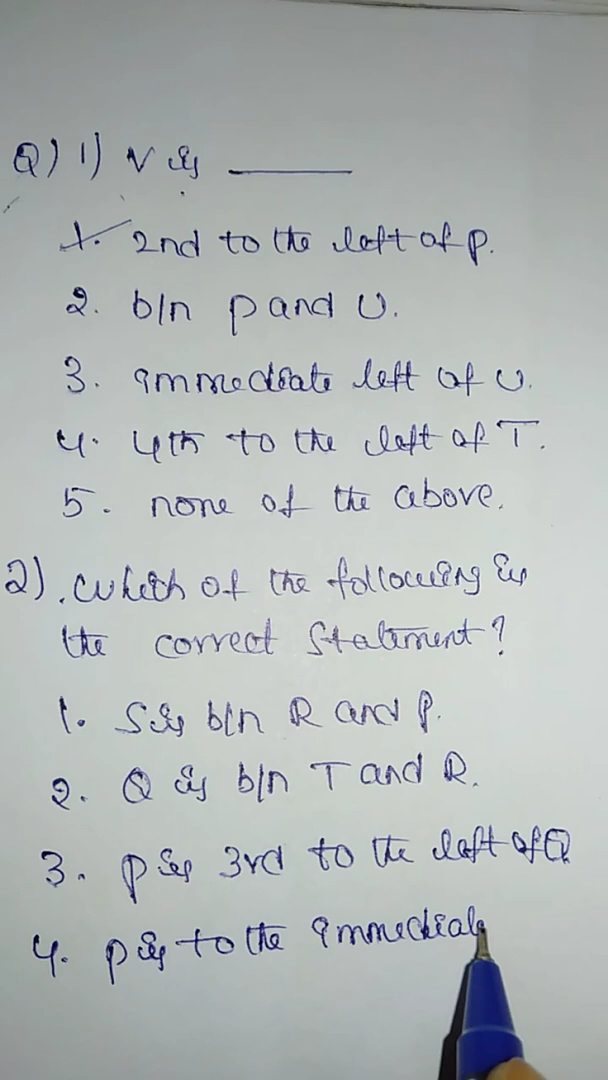 Q) 1) V is ______
1. 2nd to the left of P.
2. b/n P and U.
3. immediate left of U.
4. 4th to the left of T.
5. none of the above.
2). Which of the following is
the correct statement?
1. S is b/n R and P.
2. Q is b/n T and R.
3. P is 3rd to the left of Q
4. P is to the immediate